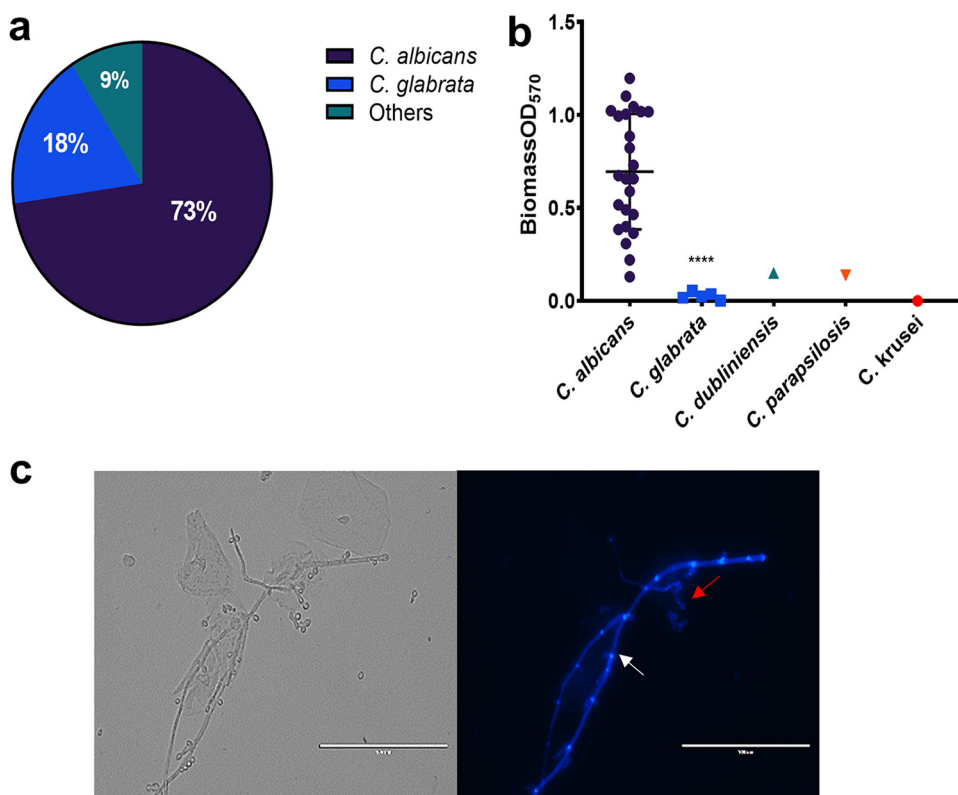 a
C. albicans
C. glabrata
Others
9%
18%
73%
b
BiomassOD570
1.5
1.0
0.5
0.0
****
C. albicans
C. glabrata
C. dubliniensis
C. parapsilosis
C. krusei
c